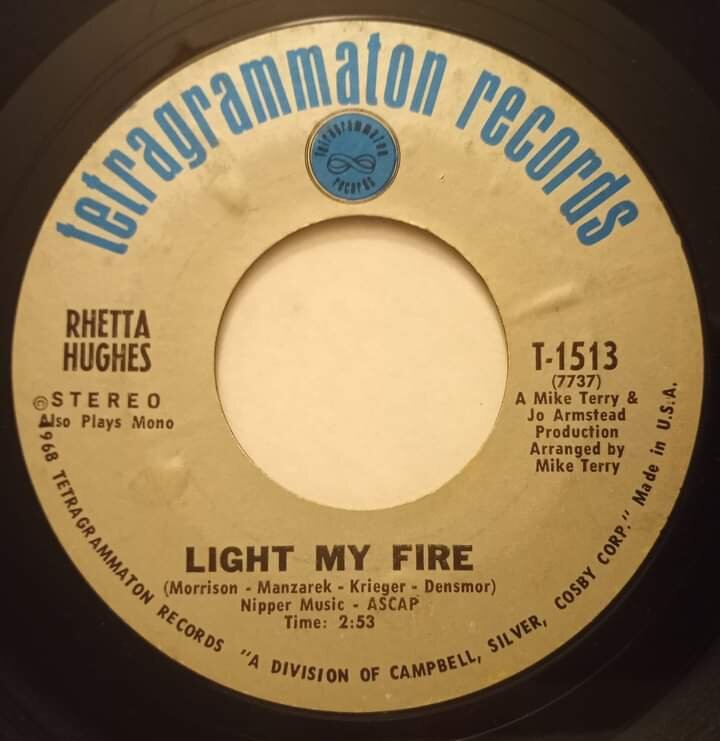 tetragrammaton records
tetragrammaton
records
RHETTA
HUGHES
©STEREO
Also Plays Mono
T-1513
(7737)
A Mike Terry &
Jo Armstead
Production
Arranged by
Mike Terry
LIGHT MY FIRE
(Morrison - Manzarek - Krieger - Densmor)
Nipper Music - ASCAP
Time: 2:53
1968 TETRAGRAMMATON RECORDS "A DIVISION OF CAMPBELL, SILVER, COSBY CORP." Made in U.S.A.